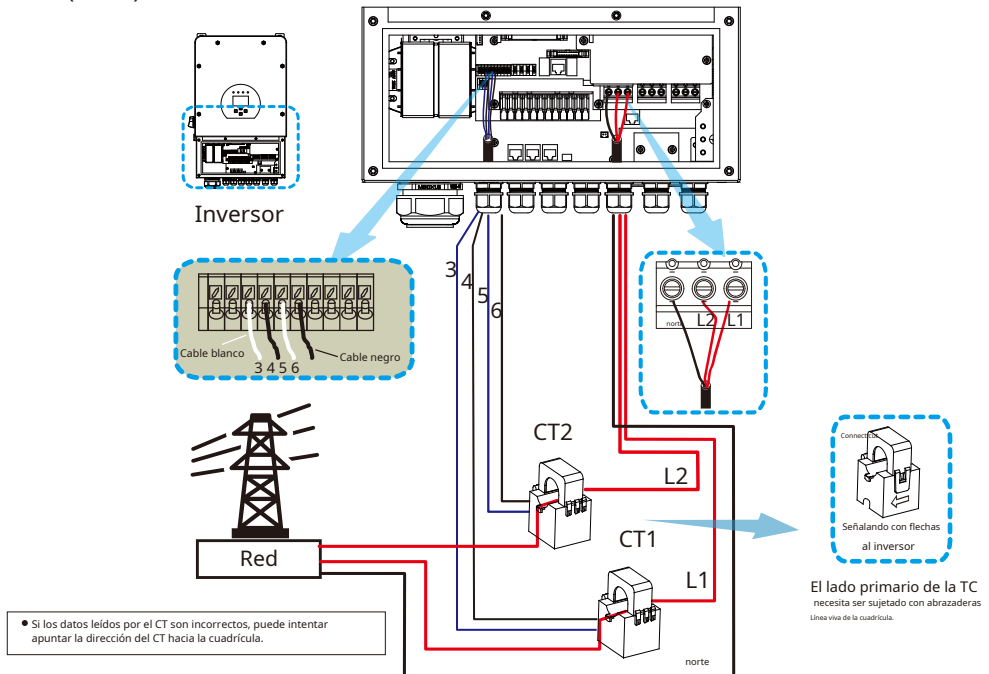 Inversor
3
4
5
6
Cable blanco
Cable negro
3 4 5 6
norte
L2
L1
CT2
L2
CT1
L1
Red
Connecticut
Señalando con flechas
al inversor
El lado primario de la TC
necesita ser sujetado con abrazaderas
Línea viva de la cuadrícula.
● Si los datos leídos por el CT son incorrectos, puede intentar
apuntar la dirección del CT hacia la cuadrícula.
norte